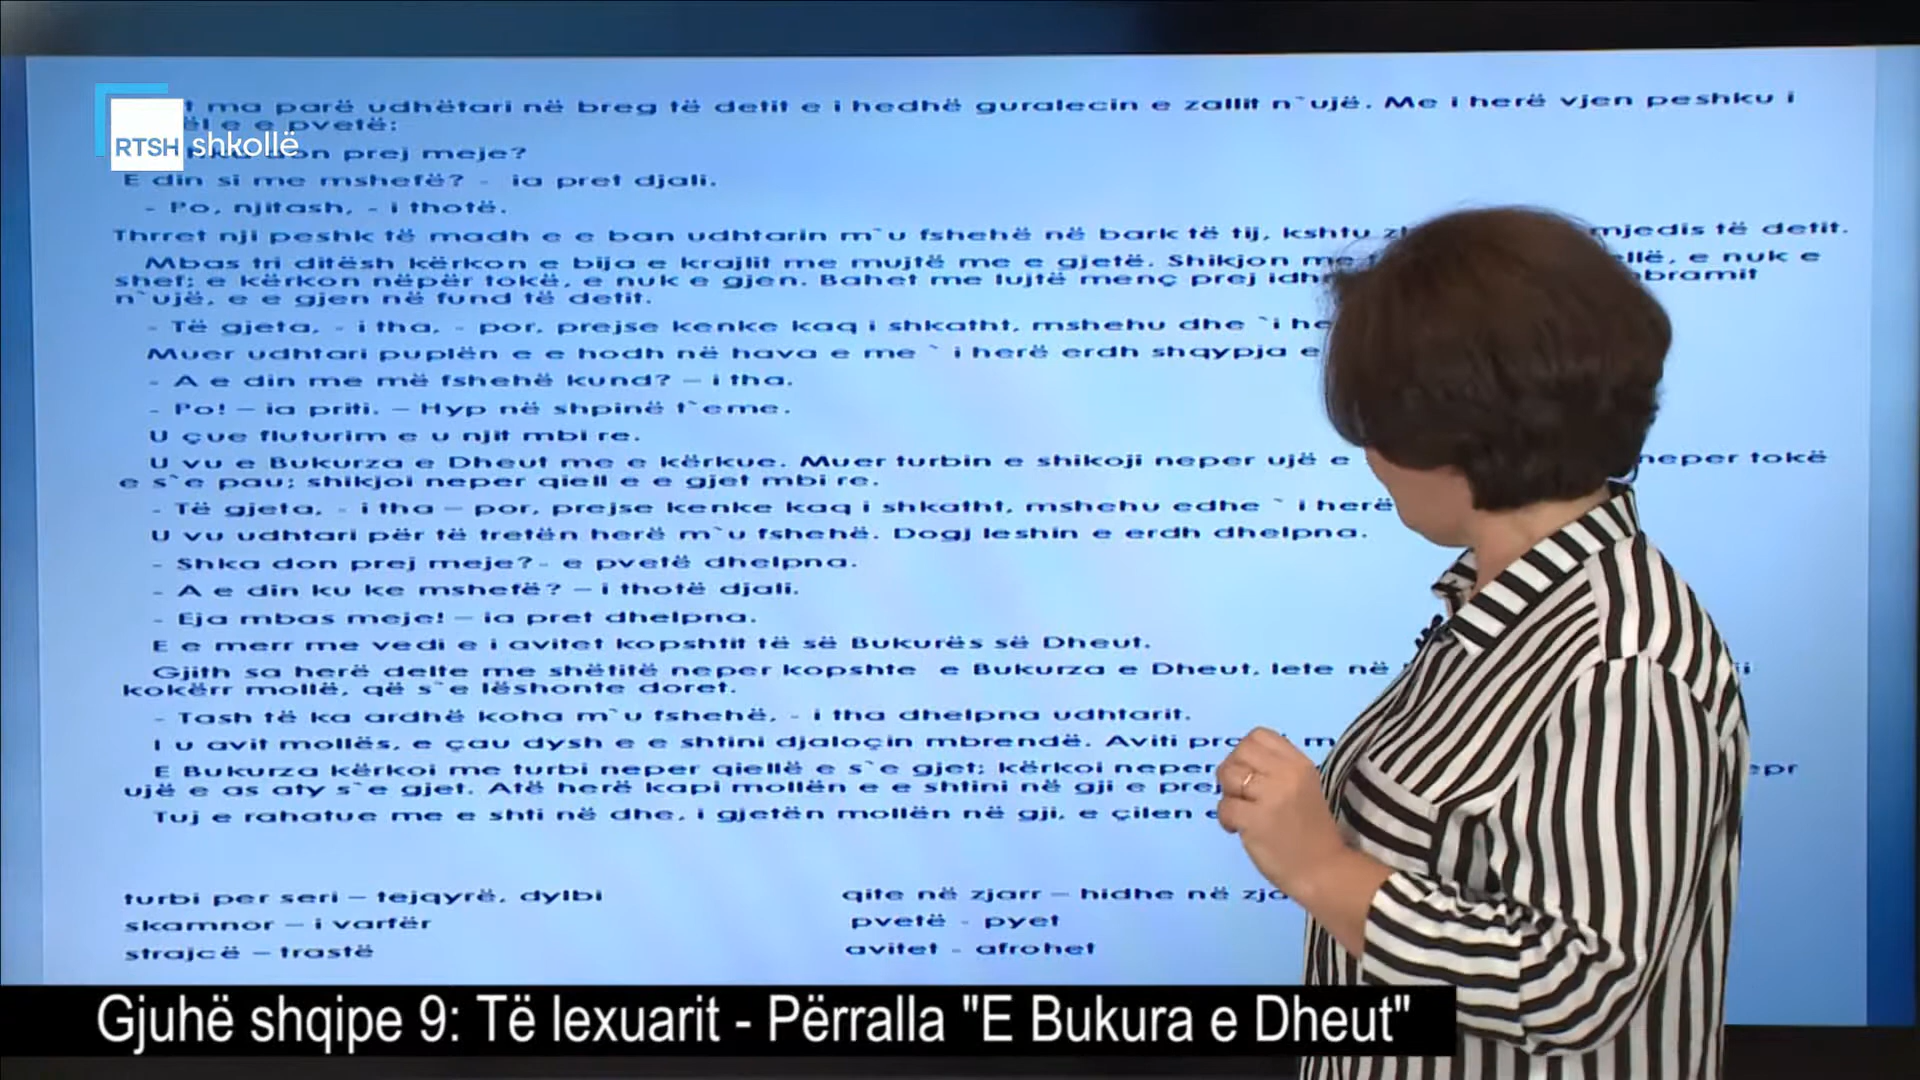 ma parë udhëtari në breg të detit e i hedhë guralecin e zallit n`ujë. Me i herë vjen peshku i
e e pvetë:
RTSH shkollë
don prej meje?
E din si me mshefë? - ia pret djali.
- Po, njitash, - i thotë.
Thrret nji peshk të madh e e ban udhtarin m`u fshehë në bark të tij, kshtu mjedis të detit.
Mbas tri ditësh kërkon e bija e krajlit me mujtë me e gjetë. Shikjon me e nuk e
shef; e kërkon nëpër tokë, e nuk e gjen. Bahet me lujtë menç prej mbramit
n`ujë, e e gjen në fund të detit.
- Të gjeta, - i tha, - por, prejse kenke kaq i shkatht, mshehu dhe `i
Muer udhtari puplën e e hodh në hava e me ` i herë erdh shqypja e
- A e din me më fshehë kund? – i tha.
- Po! – ia priti. – Hyp në shpinë t`eme.
U çue fluturim e u njit mbi re.
U vu e Bukurza e Dheut me e kërkue. Muer turbin e shikoji neper ujë e neper tokë
e s`e pau; shikjoi neper qiell e e gjet mbi re.
- Të gjeta, - i tha – por, prejse kenke kaq i shkatht, mshehu edhe ` i herë
U vu udhtari për të tretën herë m`u fshehë. Dogj leshin e erdh dhelpna.
- Shka don prej meje?- e pvetë dhelpna.
- A e din ku ke mshefë? – i thotë djali.
- Eja mbas meje! – ia pret dhelpna.
E e merr me vedi e i avitet kopshtit të së Bukurës së Dheut.
Gjith sa herë delte me shëtitë neper kopshte e Bukurza e Dheut, lete në
kokërr mollë, që s`e lëshonte doret.
- Tash të ka ardhë koha m`u fshehë, - i tha dhelpna udhtarit.
I u avit mollës, e çau dysh e e shtini djaloçin mbrendë. Aviti
E Bukurza kërkoi me turbi neper qiellë e s`e gjet; kërkoi neper
ujë e as aty s`e gjet. Atë herë kapi mollën e e shtini në gji e prej
Tuj e rahatue me e shti në dhe, i gjetën mollën në gji, e çilen
turbi per seri – tejqyrë, dylbi
skamnor – i varfër
strajcë – trastë
qite në zjarr – hidhe në
pvetë - pyet
avitet - afrohet
Gjuhë shqipe 9: Të lexuarit - Përralla "E Bukura e Dheut"